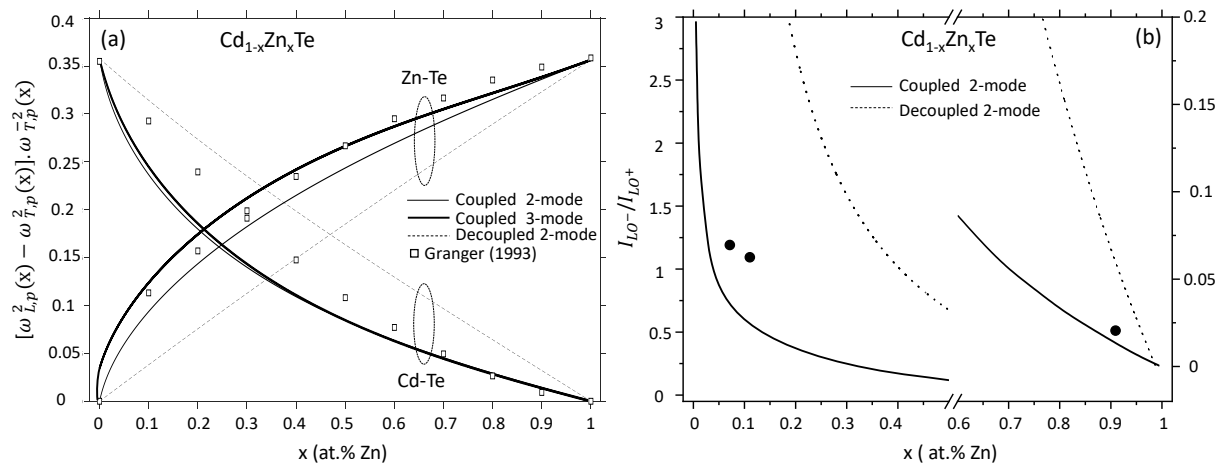 (a)
Cd1-xZnxTe
[ω²L,p(x) − ω²T,p(x)]. ω⁻²T,p(x)
0.4
0.35
0.3
0.25
0.2
0.15
0.1
0.05
0
Zn-Te
Coupled 2-mode
Coupled 3-mode
Decoupled 2-mode
Granger (1993)
Cd-Te
0 0.1 0.2 0.3 0.4 0.5 0.6 0.7 0.8 0.9 1
x (at.% Zn)
(b)
Cd1-xZnxTe
Coupled 2-mode
Decoupled 2-mode
I_LO⁻/I_LO⁺
3
2.5
2
1.5
1
0.5
0
0.2
0.15
0.1
0.05
0
0 0.1 0.2 0.3 0.4 0.6 0.7 0.8 0.9 1
x ( at.% Zn)